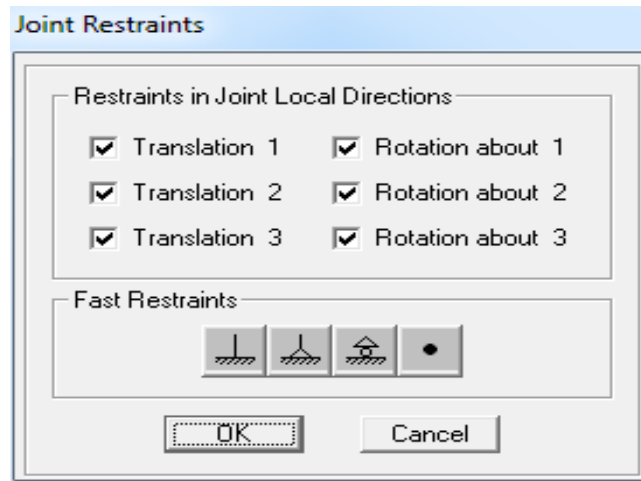 Joint Restraints
Restraints in Joint Local Directions
Translation 1 Rotation about 1
Translation 2 Rotation about 2
Translation 3 Rotation about 3
Fast Restraints
OK Cancel